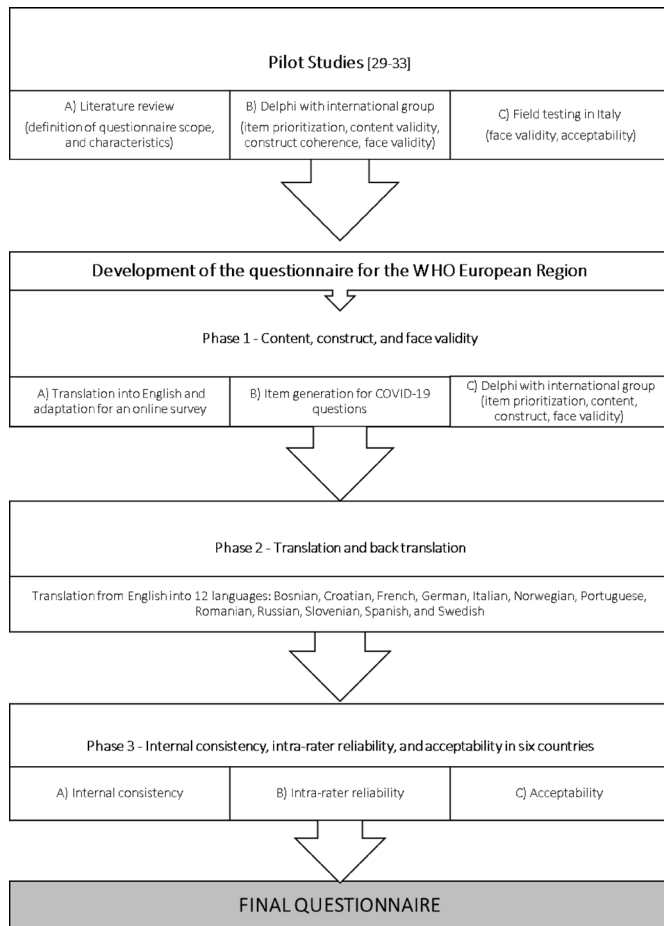 Pilot Studies [29-33]
A) Literature review
(definition of questionnaire scope,
and characteristics)
B) Delphi with international group
(item prioritization, content validity,
construct coherence, face validity)
C) Field testing in Italy
(face validity, acceptability)
Development of the questionnaire for the WHO European Region
Phase 1 - Content, construct, and face validity
A) Translation into English and
adaptation for an online survey
B) Item generation for COVID-19
questions
C) Delphi with international group
(item prioritization, content,
construct, face validity)
Phase 2 - Translation and back translation
Translation from English into 12 languages: Bosnian, Croatian, French, German, Italian, Norwegian, Portuguese,
Romanian, Russian, Slovenian, Spanish, and Swedish
Phase 3 - Internal consistency, intra-rater reliability, and acceptability in six countries
A) Internal consistency
B) Intra-rater reliability
C) Acceptability
FINAL QUESTIONNAIRE